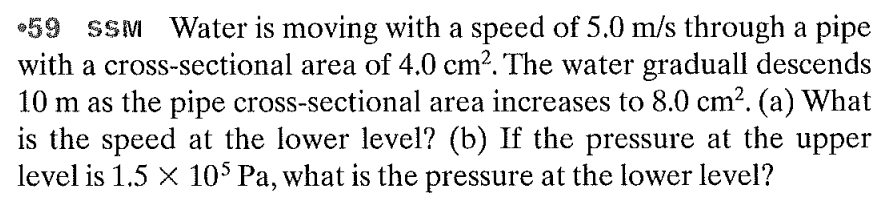 •59 SSM Water is moving with a speed of 5.0 m/s through a pipe
with a cross-sectional area of 4.0 cm². The water graduall descends
10 m as the pipe cross-sectional area increases to 8.0 cm². (a) What
is the speed at the lower level? (b) If the pressure at the upper
level is 1.5 × 10⁵ Pa, what is the pressure at the lower level?